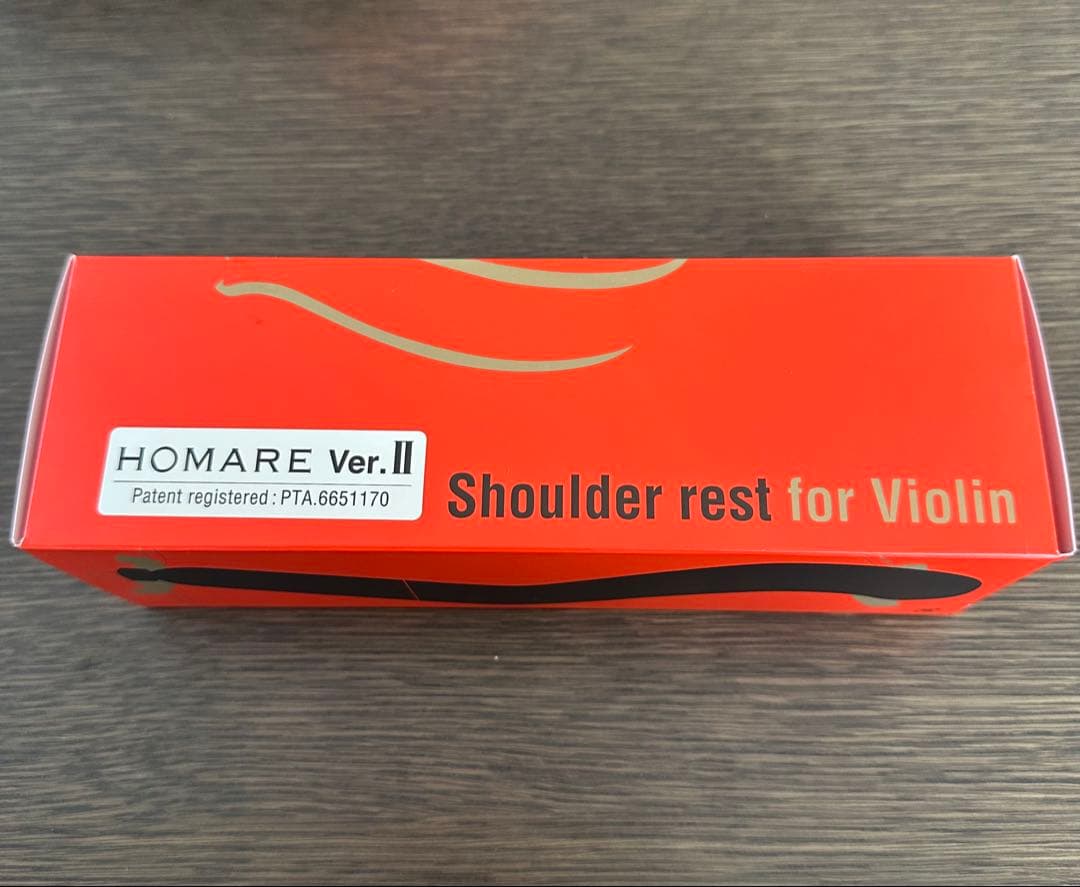 HOMARE Ver.Ⅱ
Patent registered : PTA.6651170
Shoulder rest for Violin